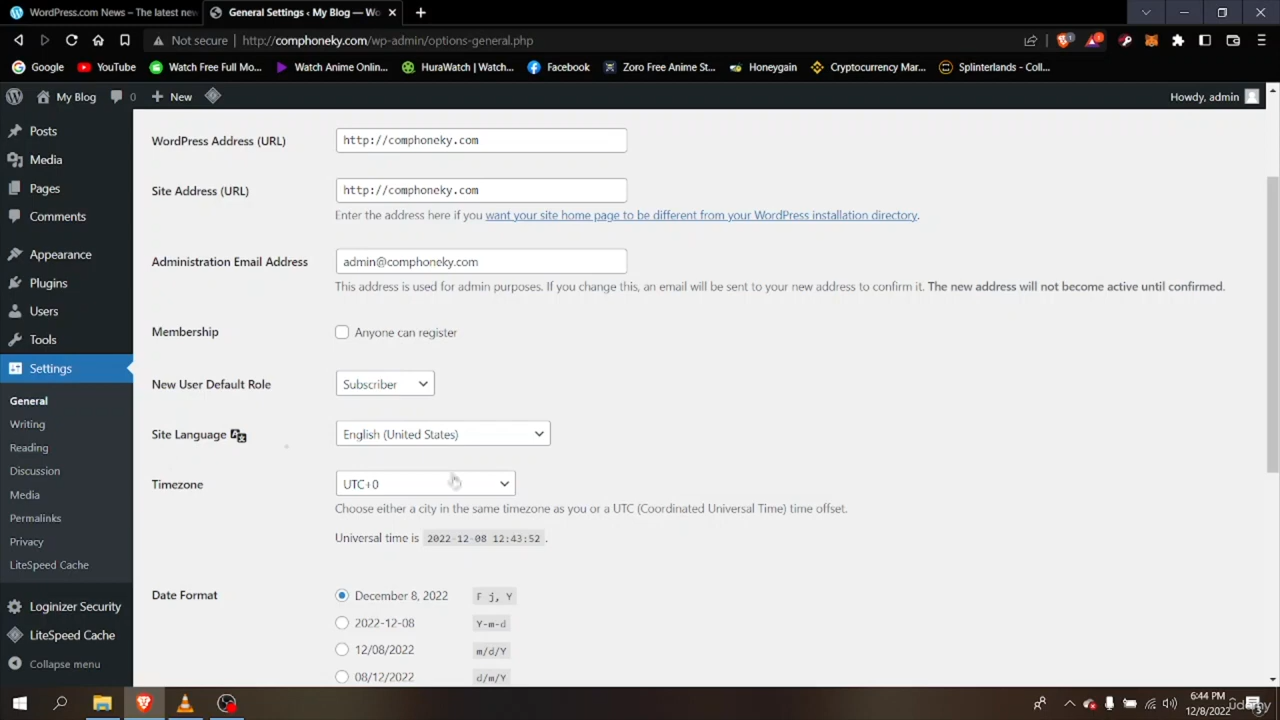 WordPress.com News – The latest new
General Settings ‹ My Blog — Wo
Not secure
http://comphoneky.com/wp-admin/options-general.php
Google
YouTube
Watch Free Full Mo...
Watch Anime Onlin...
HuraWatch | Watc...
Facebook
Zoro Free Anime St...
Honeygain
Cryptocurrency Mar...
Splinterlands - Coll...
My Blog
0
New
Howdy, admin
Posts
Media
Pages
Comments
Appearance
Plugins
Users
Tools
Settings
General
Writing
Reading
Discussion
Media
Permalinks
Privacy
LiteSpeed Cache
Loginizer Security
LiteSpeed Cache
Collapse menu
WordPress Address (URL)
http://comphoneky.com
Site Address (URL)
http://comphoneky.com
Enter the address here if you want your site home page to be different from your WordPress installation directory.
Administration Email Address
admin@comphoneky.com
This address is used for admin purposes. If you change this, an email will be sent to your new address to confirm it. The new address will not become active until confirmed.
Membership
Anyone can register
New User Default Role
Subscriber
Site Language
English (United States)
Timezone
UTC+0
Choose either a city in the same timezone as you or a UTC (Coordinated Universal Time) time offset.
Universal time is 2022-12-08 12:43:52 .
Date Format
December 8, 2022 F j, Y
2022-12-08 Y-m-d
12/08/2022 m/d/Y
08/12/2022 d/m/Y
6:44 PM
12/8/2022
udemy